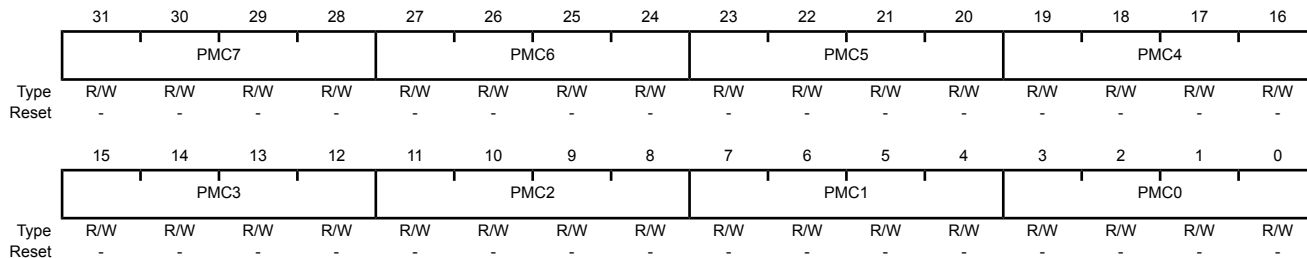 31 30 29 28 27 26 25 24 23 22 21 20 19 18 17 16
PMC7 PMC6 PMC5 PMC4
Type R/W R/W R/W R/W R/W R/W R/W R/W R/W R/W R/W R/W R/W R/W R/W R/W
Reset - - - - - - - - - - - - - - - -
15 14 13 12 11 10 9 8 7 6 5 4 3 2 1 0
PMC3 PMC2 PMC1 PMC0
Type R/W R/W R/W R/W R/W R/W R/W R/W R/W R/W R/W R/W R/W R/W R/W R/W
Reset - - - - - - - - - - - - - - - -